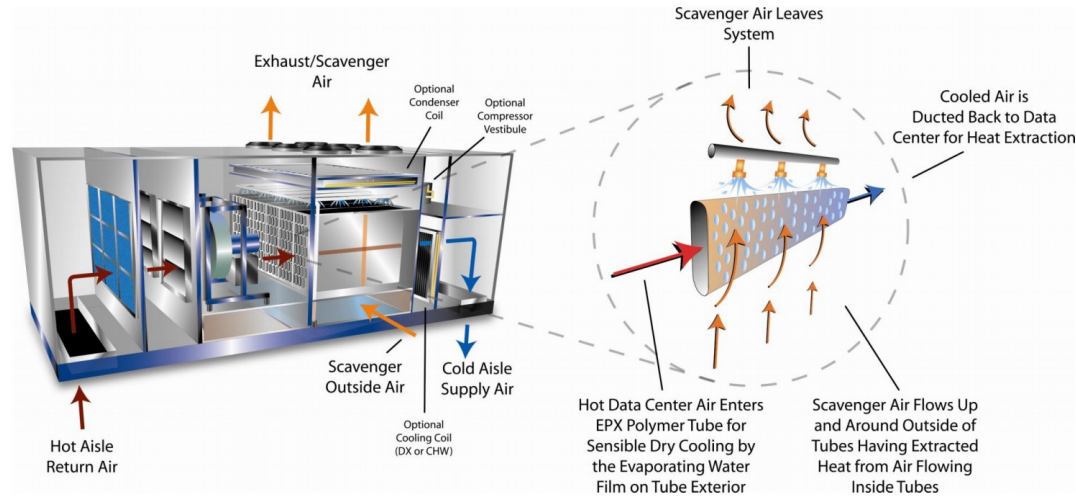 Scavenger Air Leaves
System
Exhaust/Scavenger
Air
Optional
Condenser
Coil
Optional
Compressor
Vestibule
Cooled Air is
Ducted Back to Data
Center for Heat Extraction
Scavenger
Outside Air
Cold Aisle
Supply Air
Hot Aisle
Return Air
Optional
Cooling Coil
(DX or CHW)
Hot Data Center Air Enters
EPX Polymer Tube for
Sensible Dry Cooling by
the Evaporating Water
Film on Tube Exterior
Scavenger Air Flows Up
and Around Outside of
Tubes Having Extracted
Heat from Air Flowing
Inside Tubes